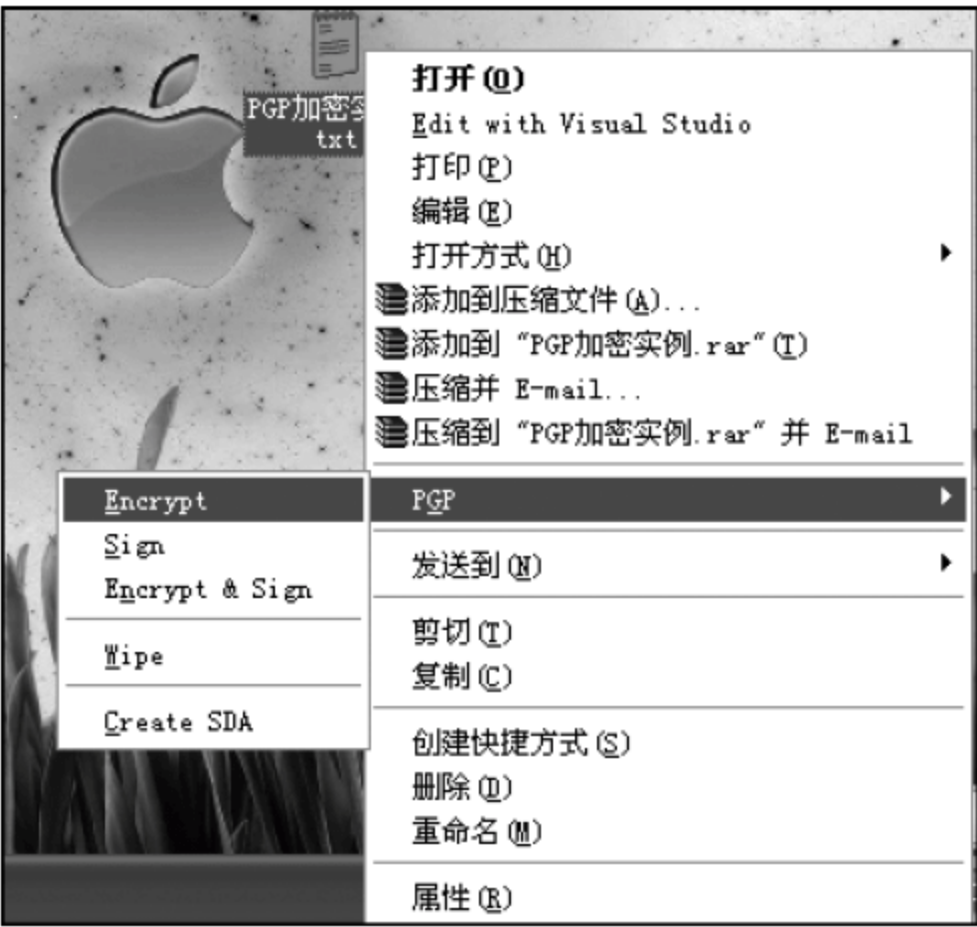 PGP加密实
txt
打开(O)
Edit with Visual Studio
打印(P)
编辑(E)
打开方式(H)
添加到压缩文件(A)...
添加到 "PGP加密实例.rar"(T)
压缩并 E-mail...
压缩到 "PGP加密实例.rar" 并 E-mail
PGP
Encrypt
Sign
Encrypt & Sign
Wipe
Create SDA
发送到(N)
剪切(T)
复制(C)
创建快捷方式(S)
删除(D)
重命名(M)
属性(R)